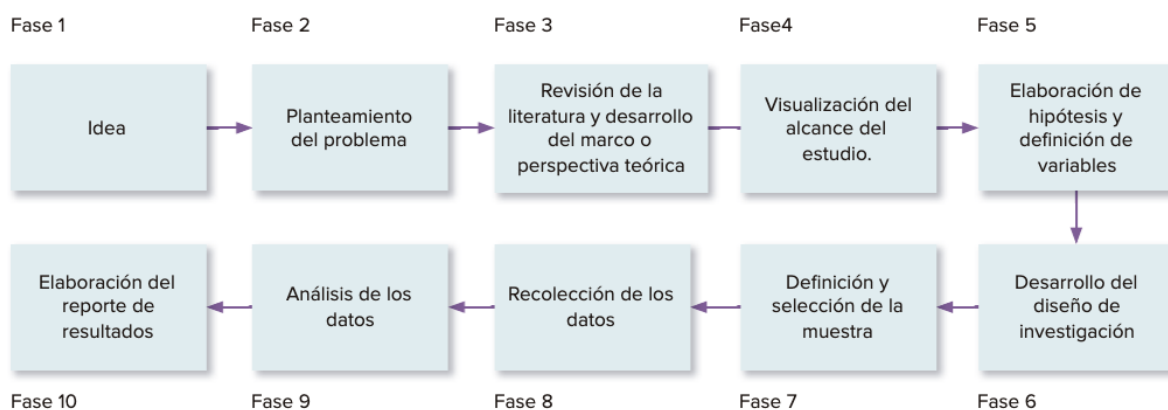 Fase 1
Fase 2
Fase 3
Fase4
Fase 5
Idea
Planteamiento
del problema
Revisión de la
literatura y desarrollo
del marco o
perspectiva teórica
Visualización del
alcance del
estudio.
Elaboración de
hipótesis y
definición de
variables
Desarrollo del
diseño de
investigación
Definición y
selección de la
muestra
Recolección de los
datos
Análisis de los
datos
Elaboración del
reporte de
resultados
Fase 10
Fase 9
Fase 8
Fase 7
Fase 6